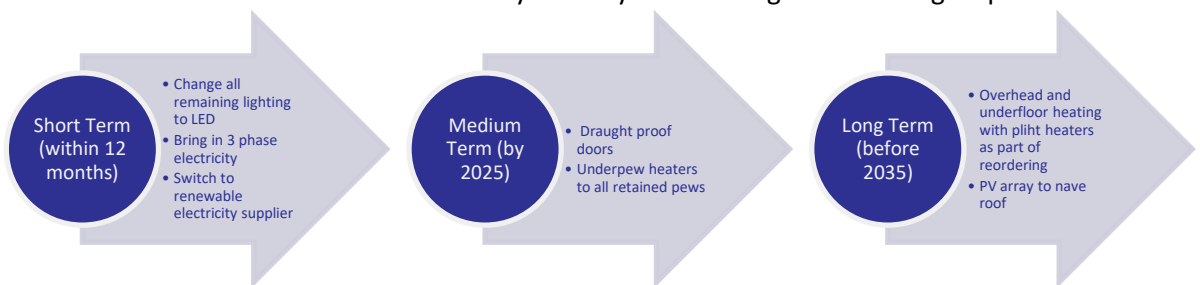 Short Term
(within 12
months)
• Change all
remaining lighting
to LED
• Bring in 3 phase
electricity
• Switch to
renewable
electricity supplier
Medium
Term (by
2025)
• Draught proof
doors
• Underpew heaters
to all retained pews
Long Term
(before
2035)
• Overhead and
underfloor heating
with pliht heaters
as part of
reordering
• PV array to nave
roof